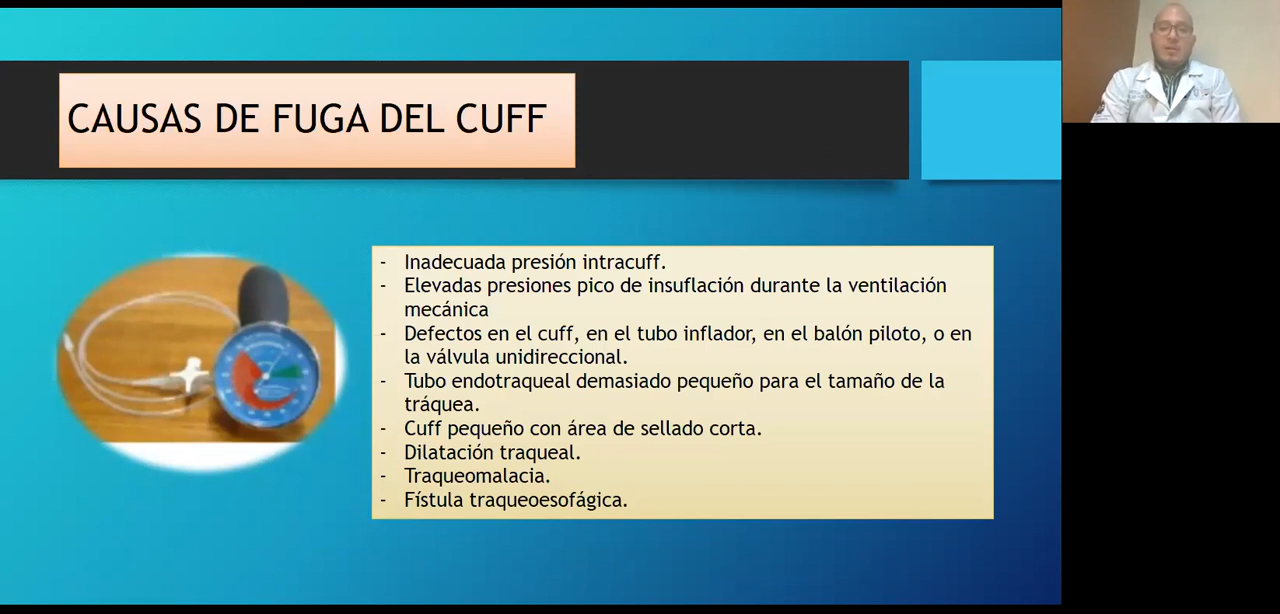 CAUSAS DE FUGA DEL CUFF
- Inadecuada presión intracuff.
- Elevadas presiones pico de insuflación durante la ventilación
mecánica
- Defectos en el cuff, en el tubo inflador, en el balón piloto, o en
la válvula unidireccional.
- Tubo endotraqueal demasiado pequeño para el tamaño de la
tráquea.
- Cuff pequeño con área de sellado corta.
- Dilatación traqueal.
- Traqueomalacia.
- Fístula traqueoesofágica.